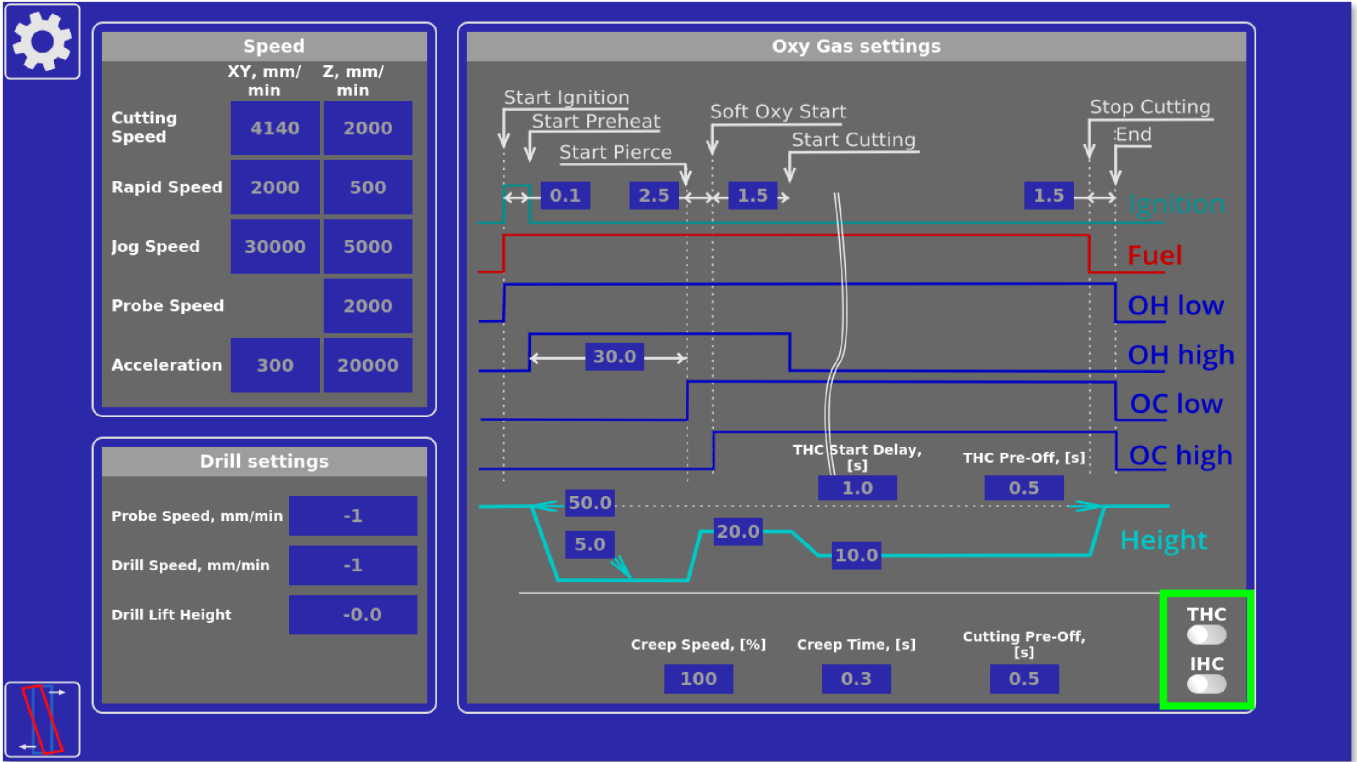 Speed
XY, mm/
min
Z, mm/
min
Cutting
Speed
4140
2000
Rapid Speed
2000
500
Jog Speed
30000
5000
Probe Speed
2000
Acceleration
300
20000
Drill settings
Probe Speed, mm/min
-1
Drill Speed, mm/min
-1
Drill Lift Height
-0.0
Oxy Gas settings
Start Ignition
Start Preheat
Start Pierce
Soft Oxy Start
Start Cutting
Stop Cutting
End
0.1
2.5
1.5
1.5
Ignition
Fuel
OH low
30.0
OH high
OC low
OC high
THC Start Delay,
[s]
1.0
THC Pre-Off, [s]
0.5
50.0
5.0
20.0
10.0
Height
Creep Speed, [%]
100
Creep Time, [s]
0.3
Cutting Pre-Off,
[s]
0.5
THC
IHC